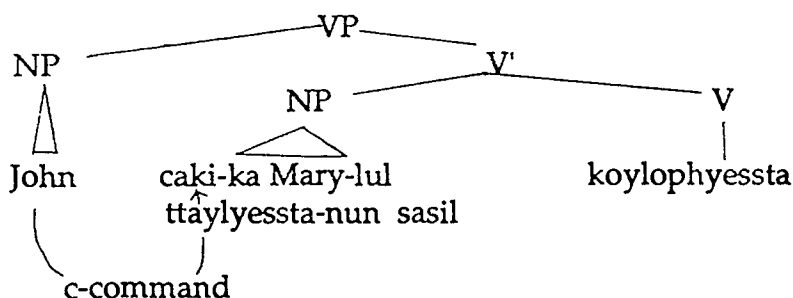 VP
NP V'
NP V
John caki-ka Mary-lul koylophyessta
ttaylyessta-nun sasil
c-command